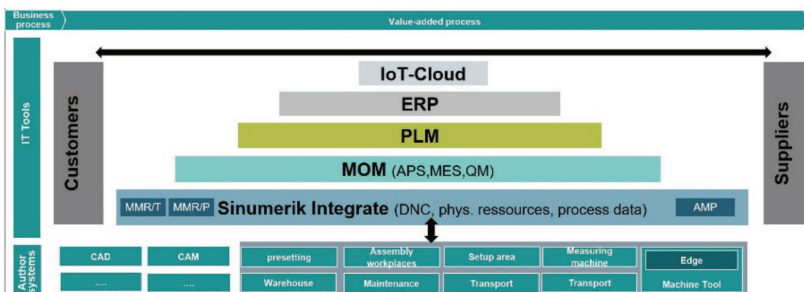 Business
process
Value-added process
IT Tools
Customers
Suppliers
IoT-Cloud
ERP
PLM
MOM (APS,MES,QM)
MMR/T MMR/P Sinumerik Integrate (DNC, phys. ressources, process data) AMP
Author
systems
CAD CAM presetting Assembly
workplaces Setup area Measuring
machine Edge
.... .... Warehouse Maintenance Transport Transport Machine Tool